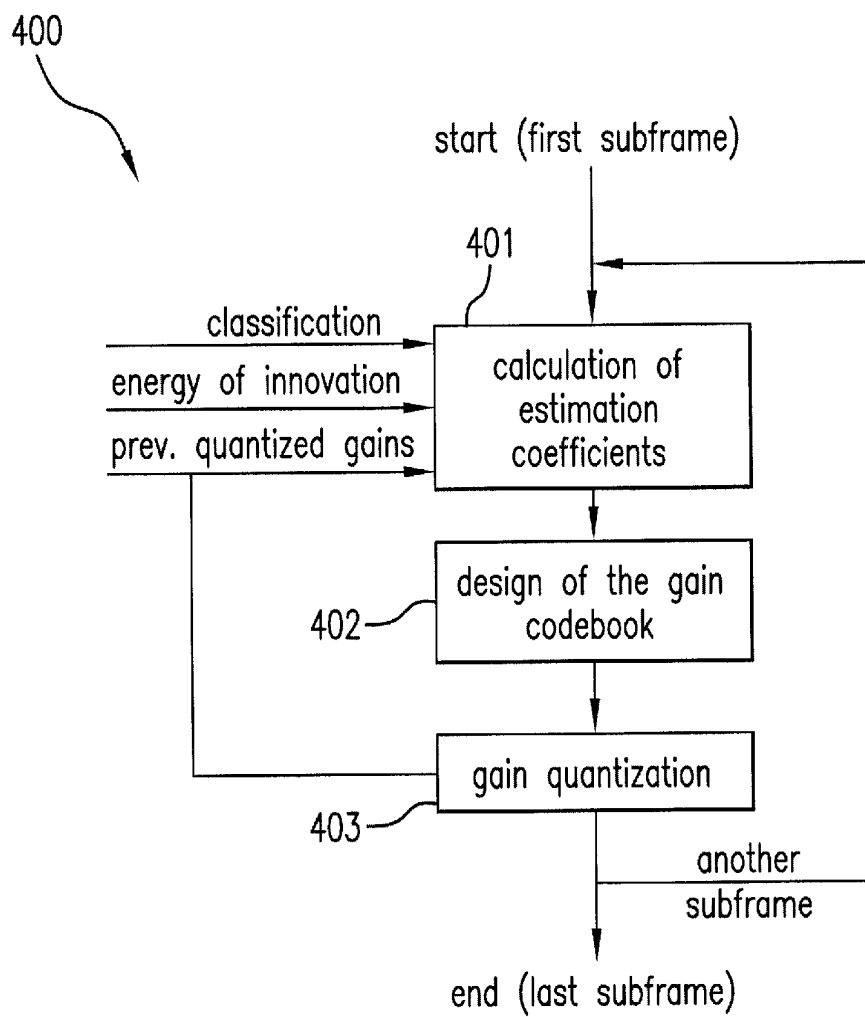 400
start (first subframe)
401
classification
energy of innovation
prev. quantized gains
calculation of
estimation
coefficients
402
design of the gain
codebook
gain quantization
403
another
subframe
end (last subframe)